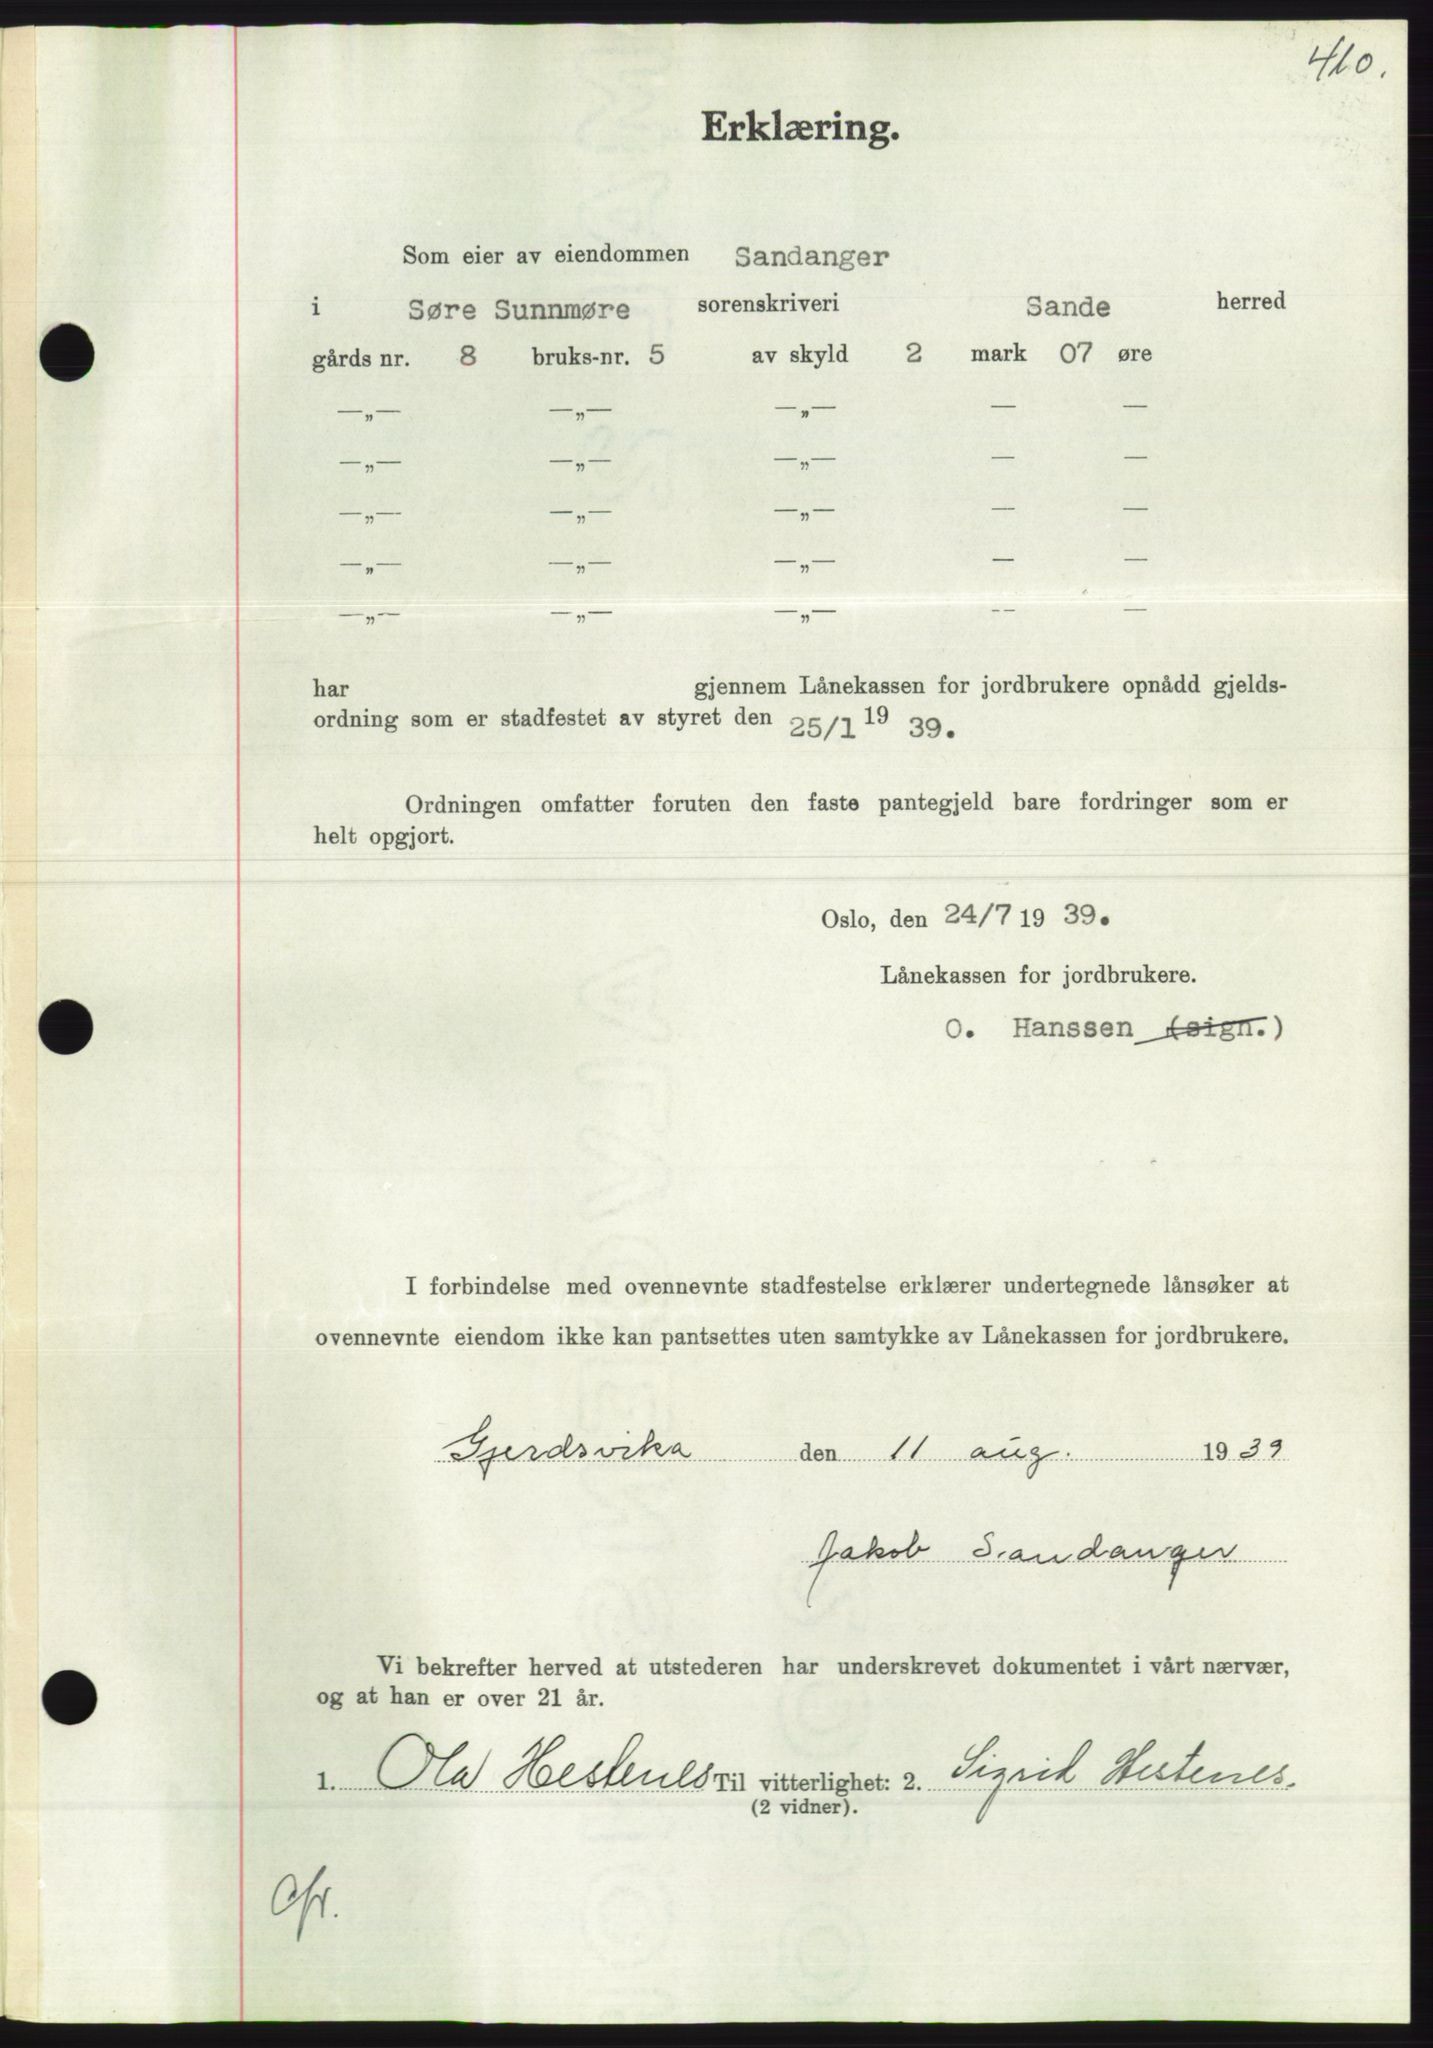 410.
Erklæring.
Som eier av eiendommen Sandanger
i Søre Sunnmøre sorenskriveri Sande herred
gårds nr. 8 bruks-nr. 5 av skyld 2 mark 07 øre
—„— —„— —„— — —
—„— —„— —„— — —
—„— —„— —„— — —
—„— —„— —„— — —
—„— —„— —„— — —
har gjennem Lånekassen for jordbrukere opnådd gjelds-
ordning som er stadfestet av styret den 25/1 19 39.
Ordningen omfatter foruten den faste pantegjeld bare fordringer som er
helt opgjort.
Oslo, den 24/7 19 39.
Lånekassen for jordbrukere.
O. Hanssen (sign.)
I forbindelse med ovennevnte stadfestelse erklærer undertegnede lånsøker at
ovennevnte eiendom ikke kan pantsettes uten samtykke av Lånekassen for jordbrukere.
Gjerdsvika den 11 aug. 1939
Jakob Sandanger
Vi bekrefter herved at utstederen har underskrevet dokumentet i vårt nærvær,
og at han er over 21 år.
1. Ola Hestenes Til vitterlighet: 2. Sigrid Hestenes.
(2 vidner).